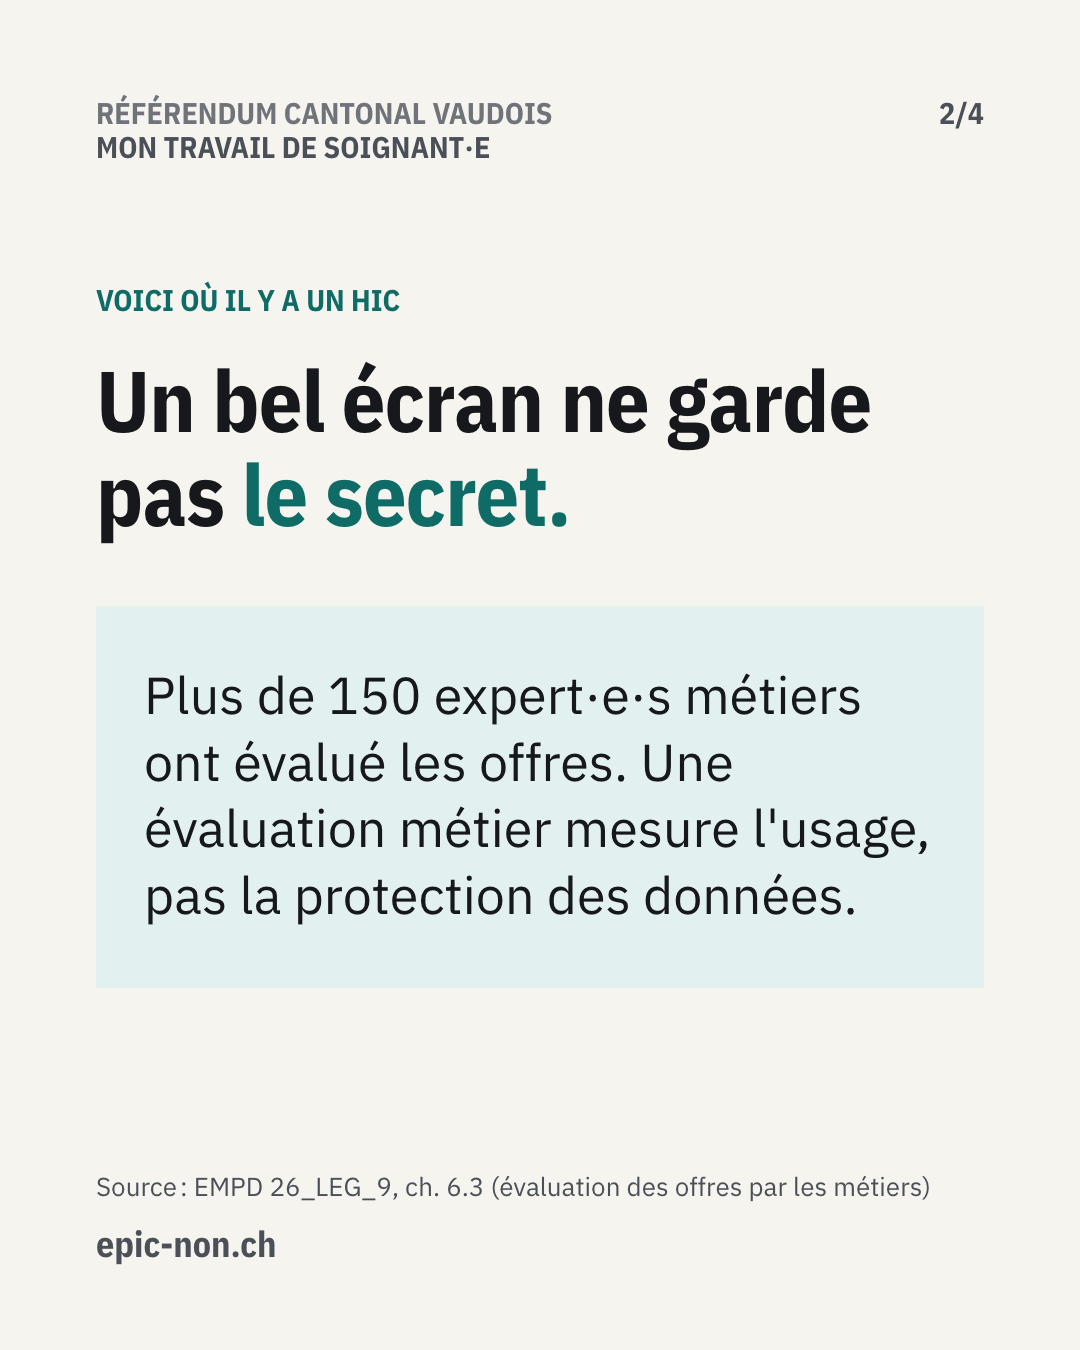 RÉFÉRENDUM CANTONAL VAUDOIS
2/4
MON TRAVAIL DE SOIGNANT·E
VOICI OÙ IL Y A UN HIC
Un bel écran ne garde
pas le secret.
Plus de 150 expert·e·s métiers
ont évalué les offres. Une
évaluation métier mesure l'usage,
pas la protection des données.
Source : EMPD 26_LEG_9, ch. 6.3 (évaluation des offres par les métiers)
epic-non.ch